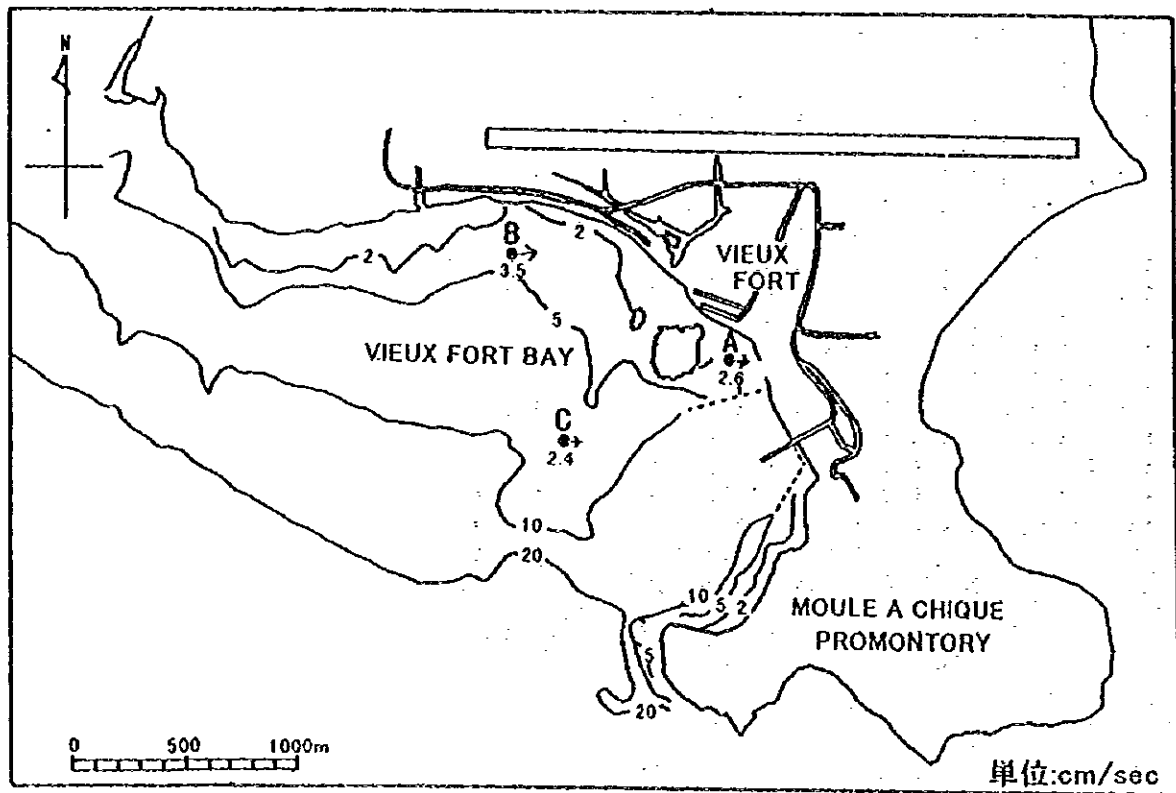 N
2
B
3.5
2
VIEUX
FORT
5
VIEUX FORT BAY
A
2.6
C
2.4
10
20
10
5
2
MOULE A CHIQUE
PROMONTORY
5
20
0 500 1000m
単位:cm/sec